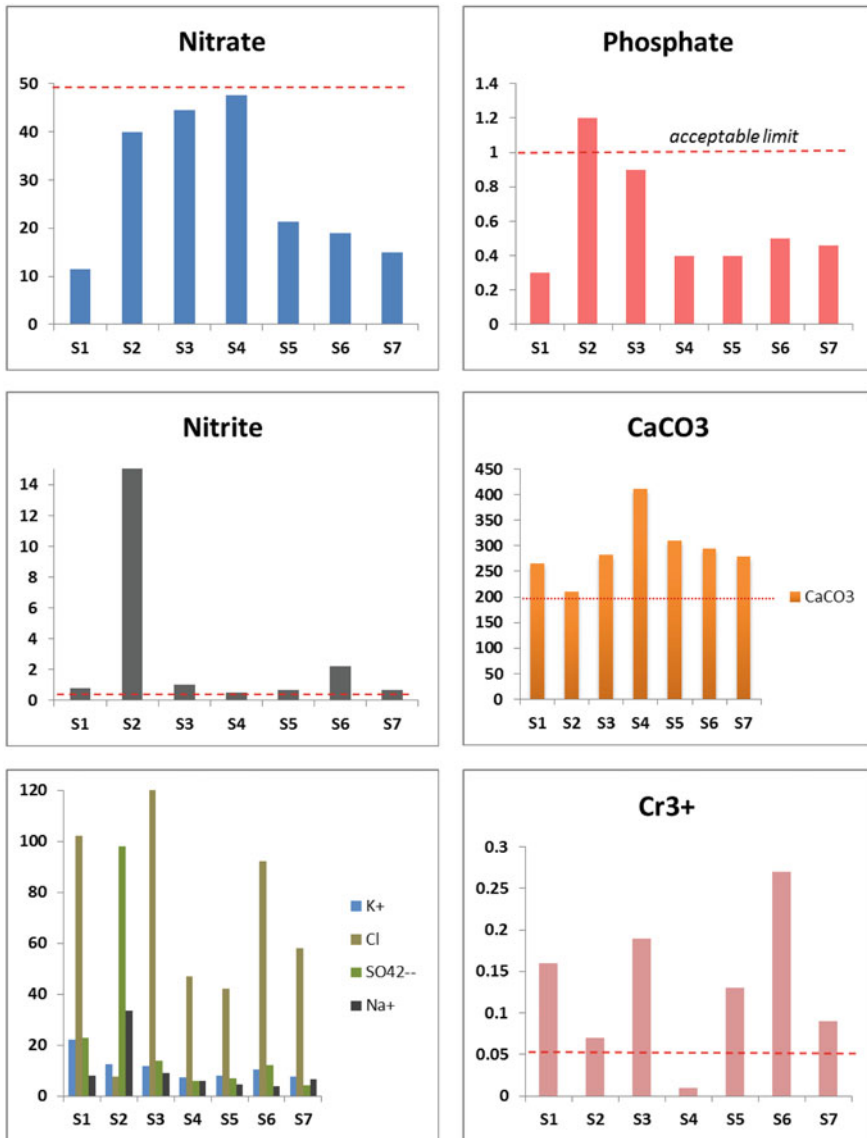 Nitrate
50
40
30
20
10
0
S1 S2 S3 S4 S5 S6 S7
Phosphate
1.4
1.2
acceptable limit
1
0.8
0.6
0.4
0.2
0
S1 S2 S3 S4 S5 S6 S7
Nitrite
14
12
10
8
6
4
2
0
S1 S2 S3 S4 S5 S6 S7
CaCO3
450
400
350
300
250
200
150
100
50
0
S1 S2 S3 S4 S5 S6 S7
CaCO3
120
100
80
60
40
20
0
S1 S2 S3 S4 S5 S6 S7
K+
Cl
SO42--
Na+
Cr3+
0.3
0.25
0.2
0.15
0.1
0.05
0
S1 S2 S3 S4 S5 S6 S7